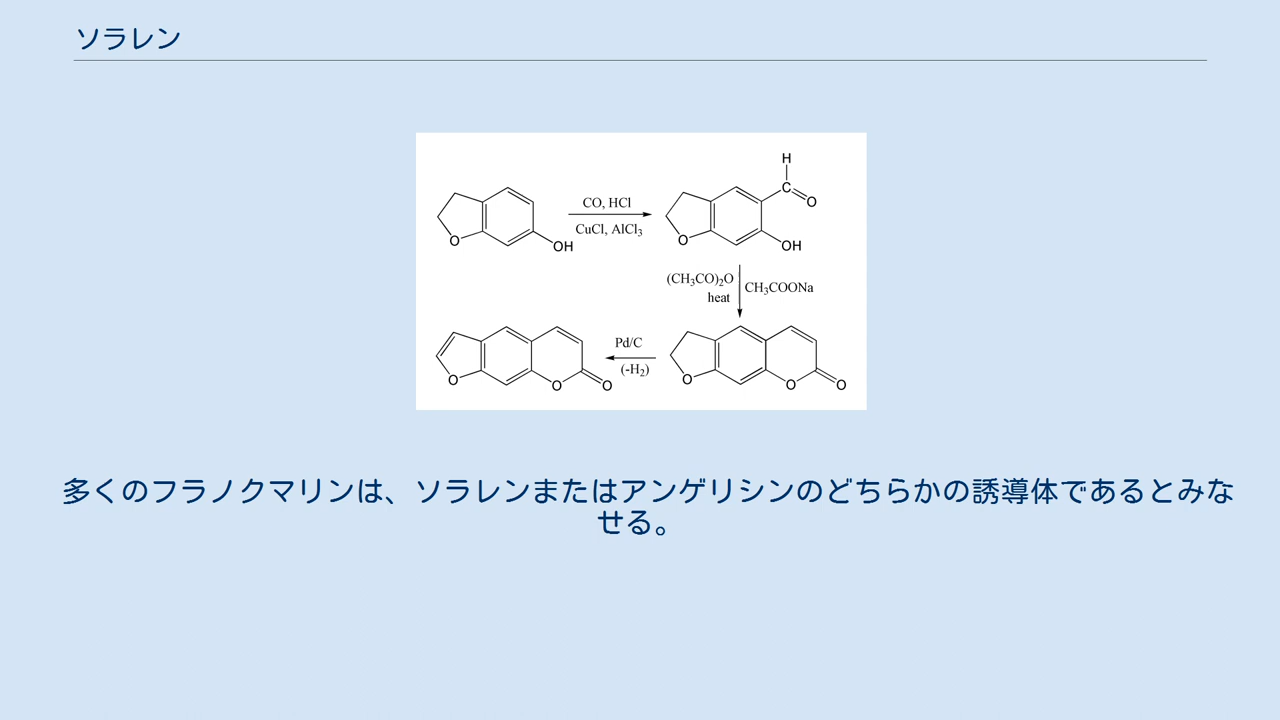 ソラレン
H
C
O
O
OH
CO, HCl
CuCl, AlCl3
O
OH
(CH3CO)2O
heat
CH3COONa
O
O
O
Pd/C
(-H2)
O
O
O
多くのフラノクマリンは、ソラレンまたはアンゲリシンのどちらかの誘導体であるとみな
せる。